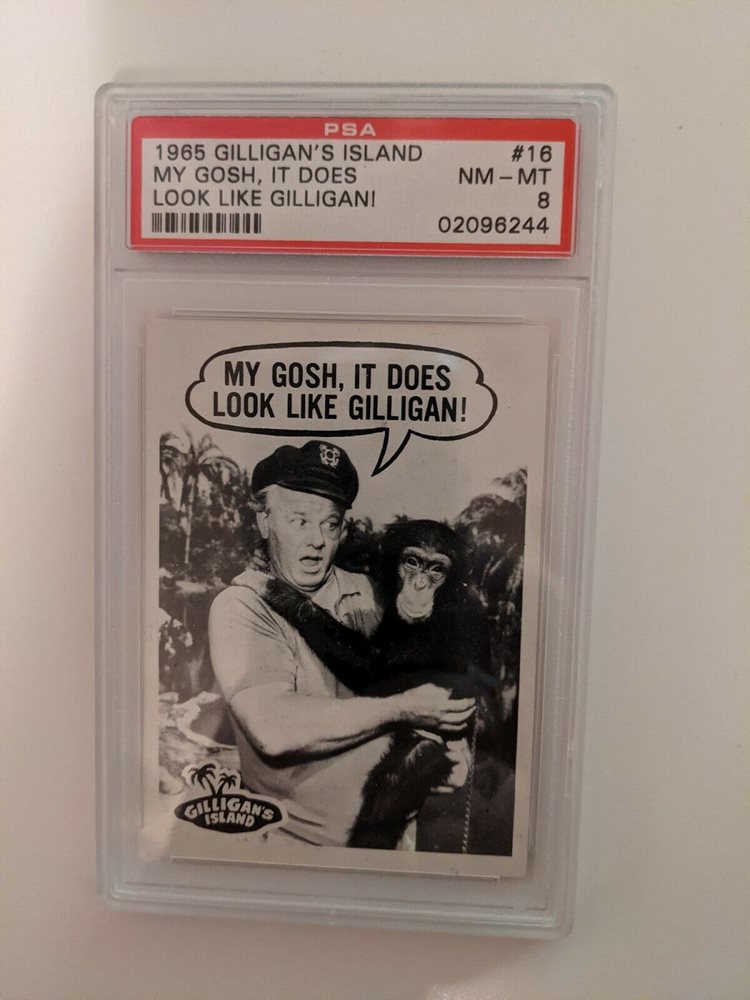 PSA
1965 GILLIGAN'S ISLAND #16
MY GOSH, IT DOES NM-MT
LOOK LIKE GILLIGAN! 8
02096244
MY GOSH, IT DOES
LOOK LIKE GILLIGAN!
GILLIGAN'S
ISLAND